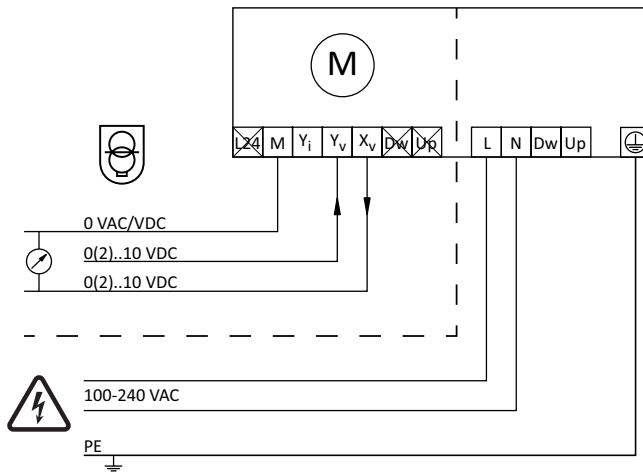 M
L24 M Yi Yv Xv Dw Up L N Dw Up
0 VAC/VDC
0(2)..10 VDC
0(2)..10 VDC
100-240 VAC
PE